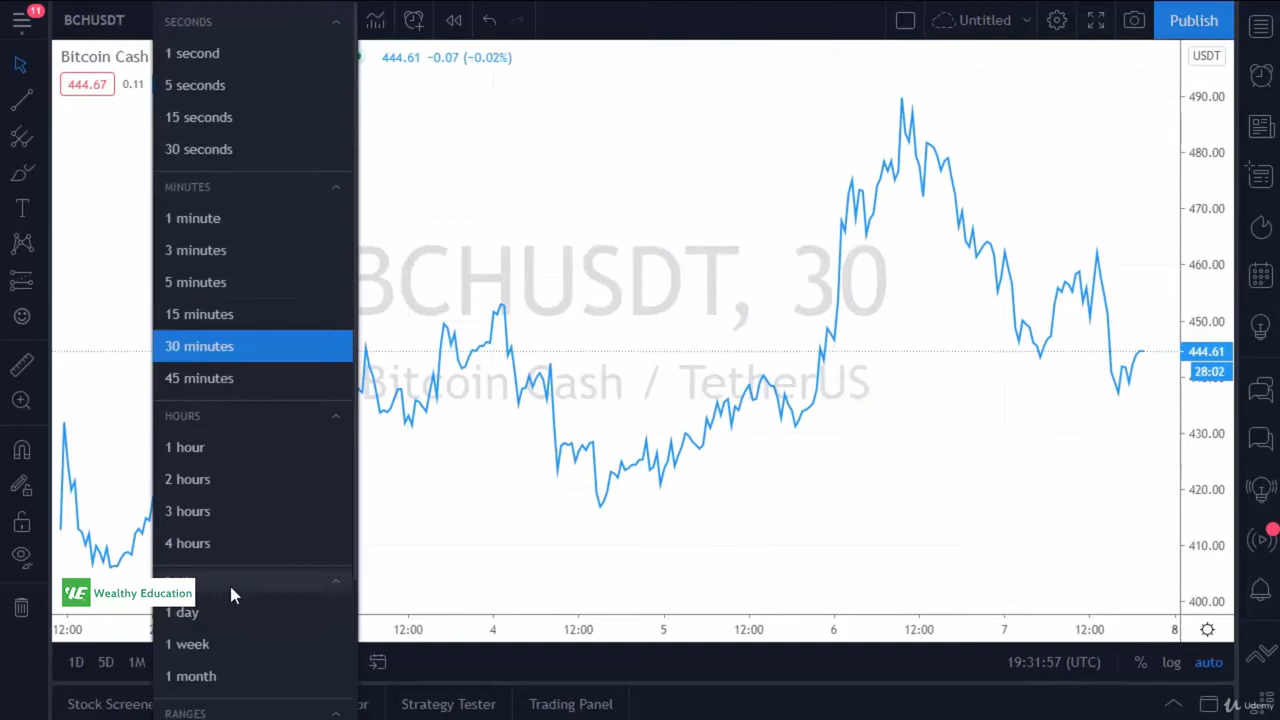 11
BCHUSDT
Untitled
Publish
Bitcoin Cash
444.61 −0.07 (−0.02%)
444.67
0.11
SECONDS
1 second
5 seconds
15 seconds
30 seconds
MINUTES
1 minute
3 minutes
5 minutes
15 minutes
30 minutes
45 minutes
HOURS
1 hour
2 hours
3 hours
4 hours
1 day
1 week
1 month
RANGES
BCHUSDT, 30
Bitcoin Cash / TetherUS
USDT
490.00
480.00
470.00
460.00
450.00
444.61
28:02
430.00
420.00
410.00
400.00
Wealthy Education
12:00
12:00
4
12:00
5
12:00
6
12:00
7
12:00
8
1D
5D
1M
19:31:57 (UTC)
%
log
auto
Stock Screene
Strategy Tester
Trading Panel
Udemy